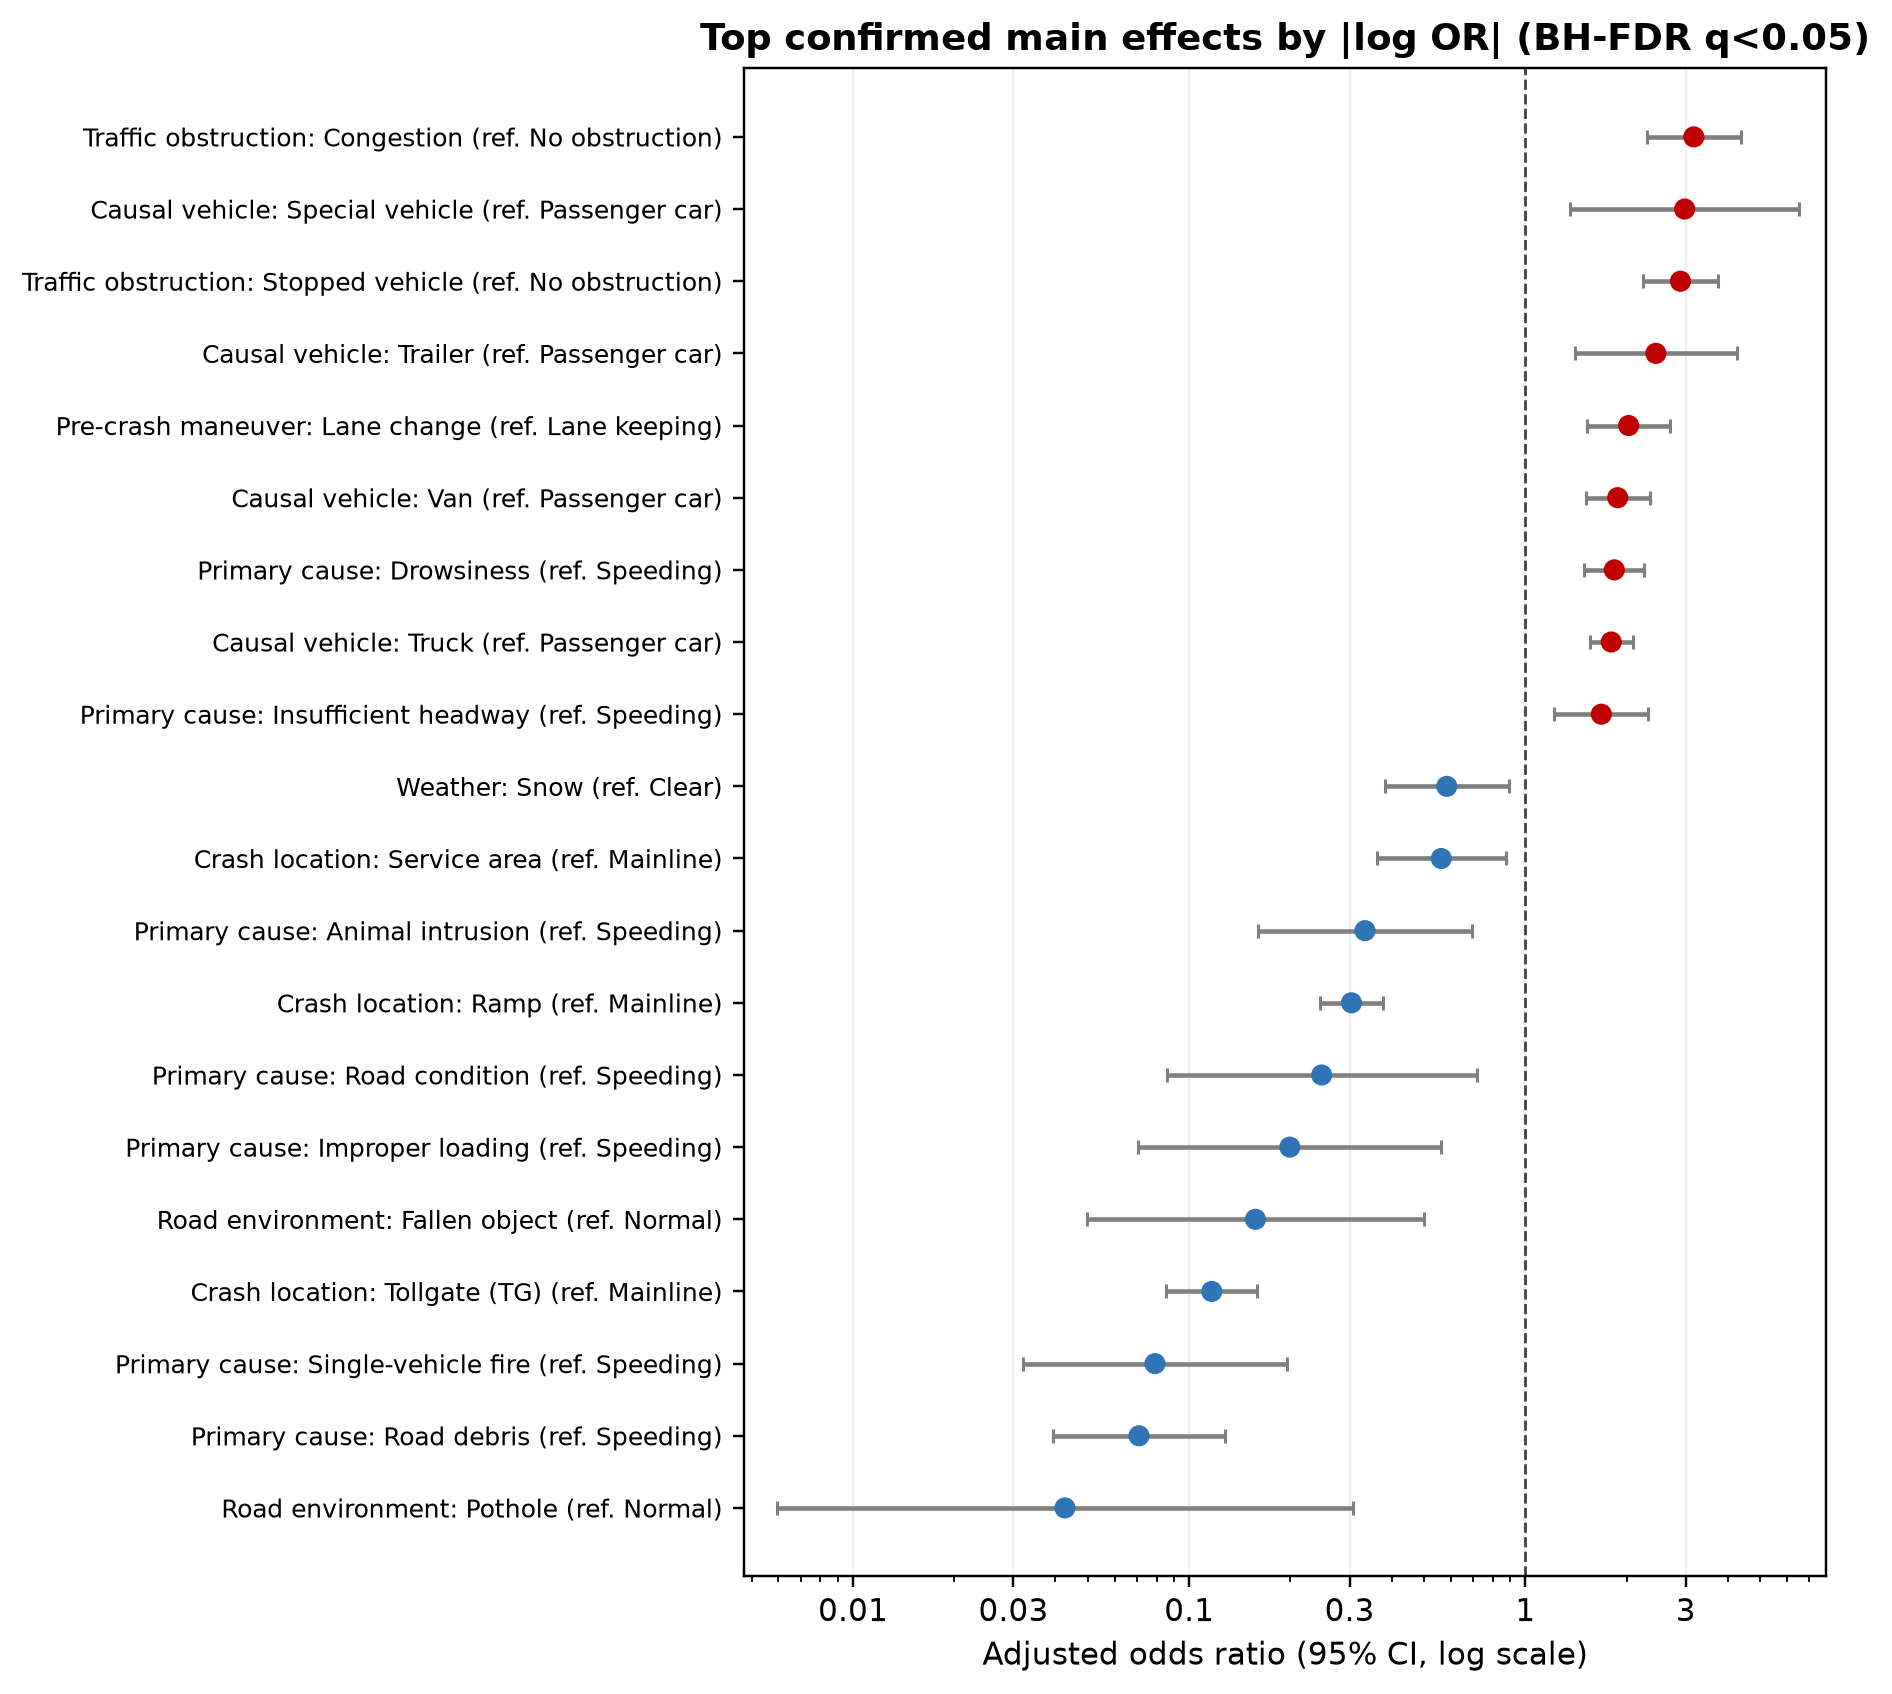 Top confirmed main effects by |log OR| (BH-FDR q<0.05)
Traffic obstruction: Congestion (ref. No obstruction)
Causal vehicle: Special vehicle (ref. Passenger car)
Traffic obstruction: Stopped vehicle (ref. No obstruction)
Causal vehicle: Trailer (ref. Passenger car)
Pre-crash maneuver: Lane change (ref. Lane keeping)
Causal vehicle: Van (ref. Passenger car)
Primary cause: Drowsiness (ref. Speeding)
Causal vehicle: Truck (ref. Passenger car)
Primary cause: Insufficient headway (ref. Speeding)
Weather: Snow (ref. Clear)
Crash location: Service area (ref. Mainline)
Primary cause: Animal intrusion (ref. Speeding)
Crash location: Ramp (ref. Mainline)
Primary cause: Road condition (ref. Speeding)
Primary cause: Improper loading (ref. Speeding)
Road environment: Fallen object (ref. Normal)
Crash location: Tollgate (TG) (ref. Mainline)
Primary cause: Single-vehicle fire (ref. Speeding)
Primary cause: Road debris (ref. Speeding)
Road environment: Pothole (ref. Normal)
0.01 0.03 0.1 0.3 1 3
Adjusted odds ratio (95% CI, log scale)